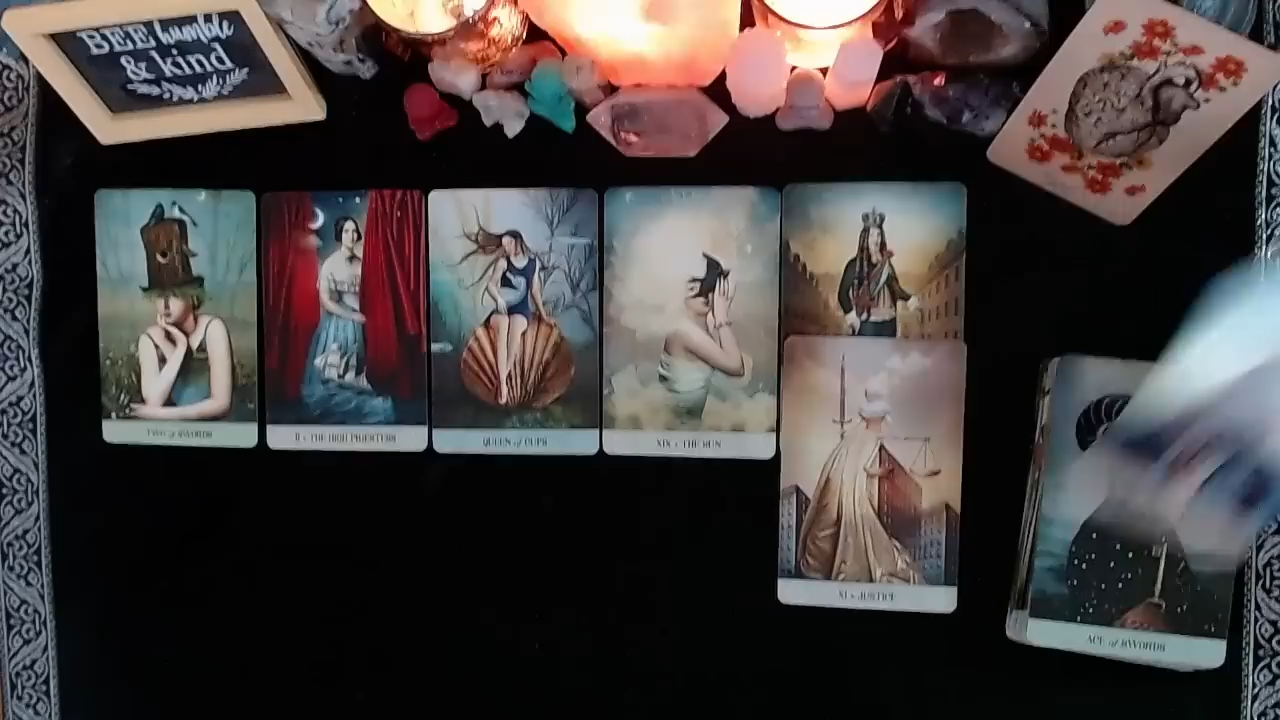 BEE humble
& kind
TWO of SWORDS
II • THE HIGH PRIESTESS
QUEEN of CUPS
XIX • THE SUN
XI • JUSTICE
ACE of SWORDS